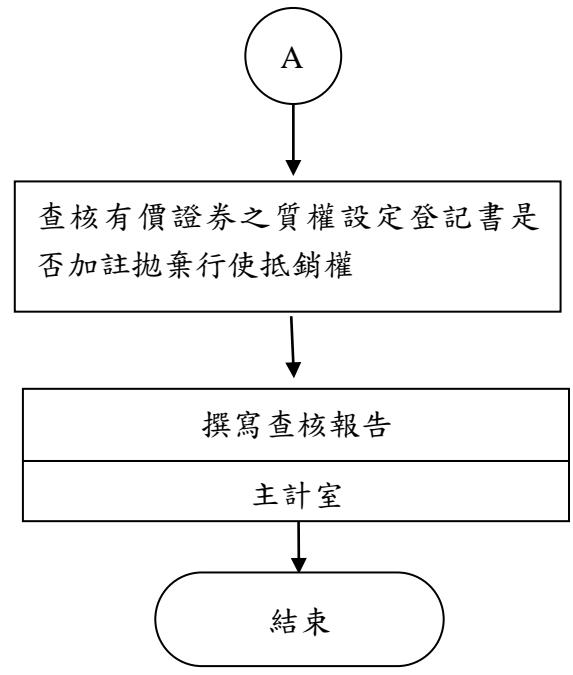 A
查核有價證券之質權設定登記書是
否加註拋棄行使抵銷權
撰寫查核報告
主計室
結束